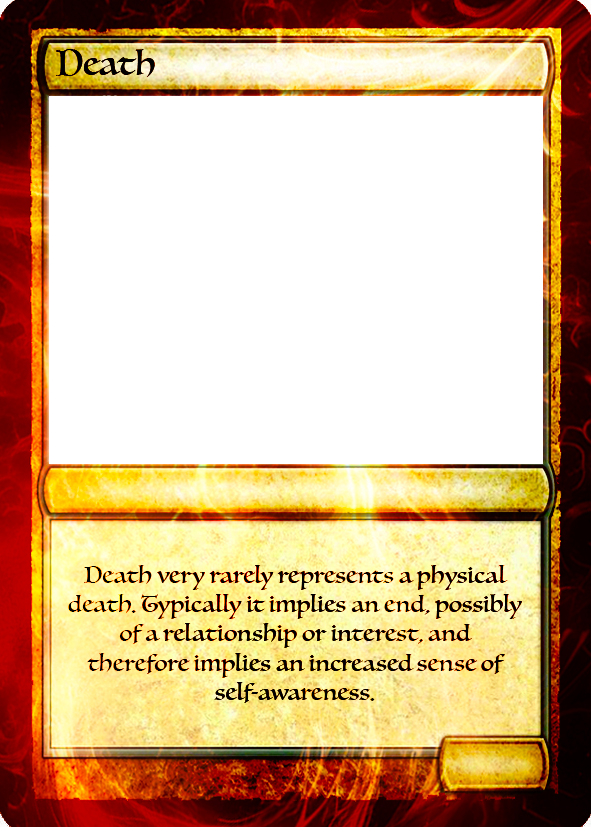 Death
Death very rarely represents a physical
death. Typically it implies an end, possibly
of a relationship or interest, and
therefore implies an increased sense of
self-awareness.